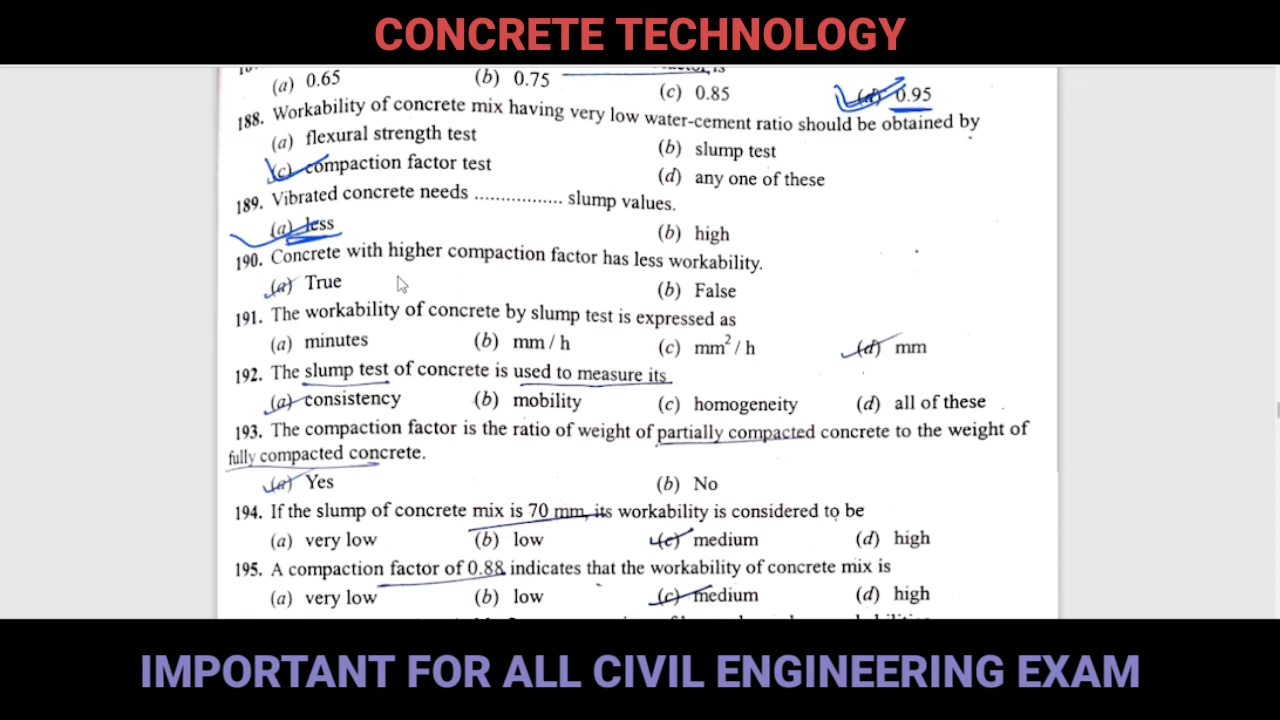 CONCRETE TECHNOLOGY
(a) 0.65 (b) 0.75 (c) 0.85 (d) 0.95
188. Workability of concrete mix having very low water-cement ratio should be obtained by
(a) flexural strength test (b) slump test
(c) compaction factor test (d) any one of these
189. Vibrated concrete needs ................. slump values.
(a) less (b) high
190. Concrete with higher compaction factor has less workability.
(a) True (b) False
191. The workability of concrete by slump test is expressed as
(a) minutes (b) mm / h (c) mm² / h (d) mm
192. The slump test of concrete is used to measure its
(a) consistency (b) mobility (c) homogeneity (d) all of these
193. The compaction factor is the ratio of weight of partially compacted concrete to the weight of
fully compacted concrete.
(a) Yes (b) No
194. If the slump of concrete mix is 70 mm, its workability is considered to be
(a) very low (b) low (c) medium (d) high
195. A compaction factor of 0.88 indicates that the workability of concrete mix is
(a) very low (b) low (c) medium (d) high
IMPORTANT FOR ALL CIVIL ENGINEERING EXAM